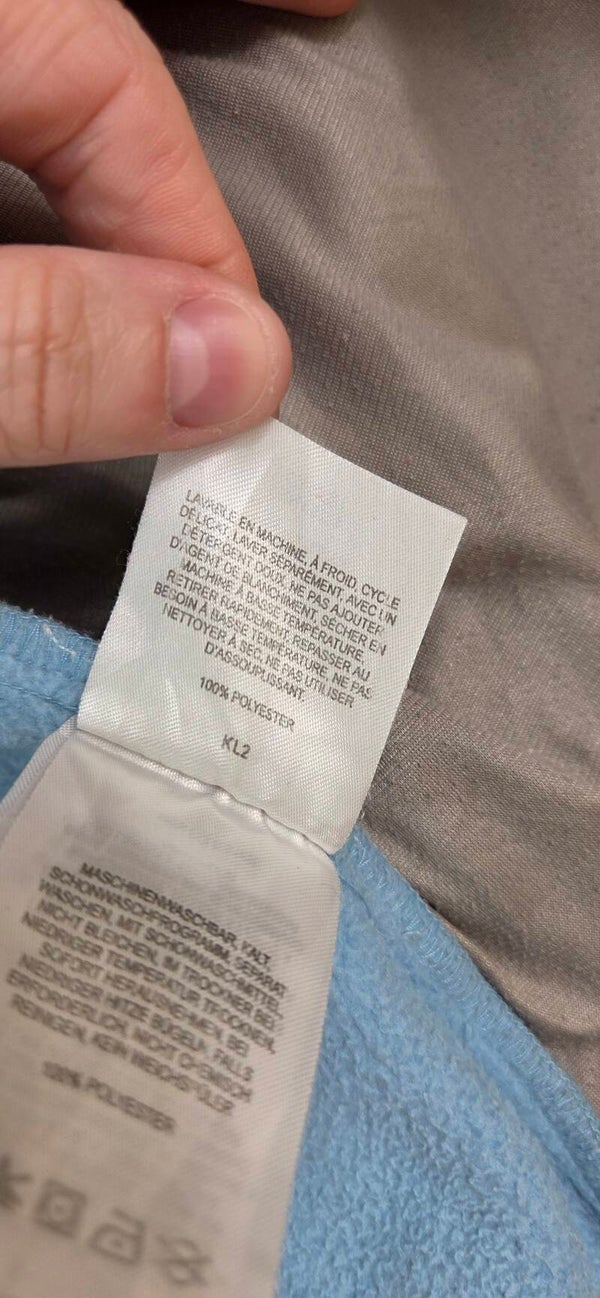 LAVABLE EN MACHINE, À FROID, CYCLE
DÉLICAT, LAVER SÉPARÉMENT, AVEC UN
DÉTERGENT DOUX, NE PAS AJOUTER
D'AGENT DE BLANCHIMENT, SÉCHER EN
MACHINE À BASSE TEMPÉRATURE,
RETIRER RAPIDEMENT, REPASSER AU
BESOIN À BASSE TEMPÉRATURE, NE PAS
NETTOYER À SEC, NE PAS UTILISER
D'ASSOUPLISSANT.
100% POLYESTER
KL2
MASCHINENWASCHBAR, KALT,
SCHONWASCHPROGRAMM, SEPARAT
WASCHEN, MIT SCHONWASCHMITTEL,
NICHT BLEICHEN, IM TROCKNER BEI
NIEDRIGER TEMPERATUR TROCKNEN,
SOFORT HERAUSNEHMEN, BEI
NIEDRIGER HITZE BÜGELN, FALLS
ERFORDERLICH, NICHT CHEMISCH
REINIGEN, KEIN WEICHSPÜLER
100% POLYESTER